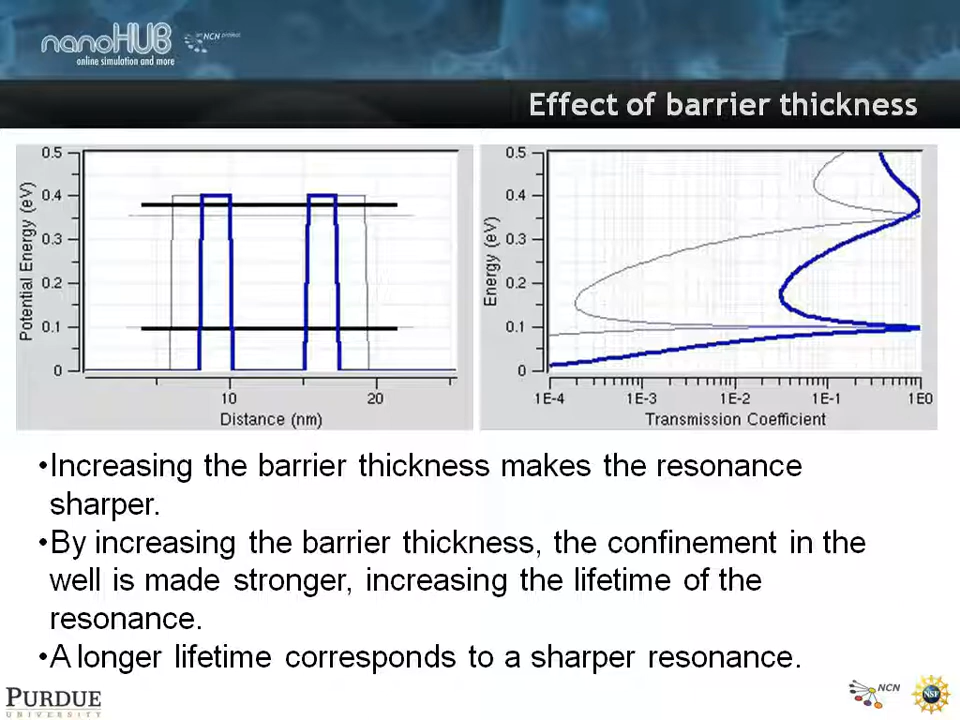 nanoHUB
an NCN project
online simulation and more
Effect of barrier thickness
0.5
0.4
0.3
0.2
0.1
0
Potential Energy (eV)
10
20
Distance (nm)
0.5
0.4
0.3
0.2
0.1
0
Energy (eV)
1E-4
1E-3
1E-2
1E-1
1E0
Transmission Coefficient
•Increasing the barrier thickness makes the resonance
sharper.
•By increasing the barrier thickness, the confinement in the
well is made stronger, increasing the lifetime of the
resonance.
•A longer lifetime corresponds to a sharper resonance.
PURDUE
UNIVERSITY
NCN
NSF